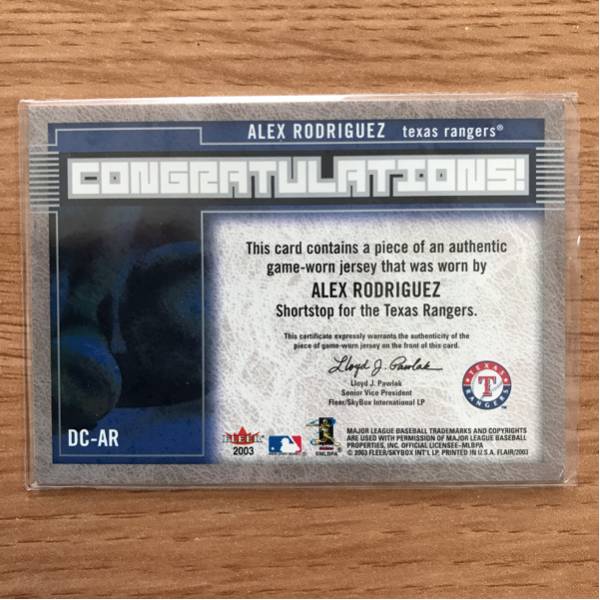 ALEX RODRIGUEZ texas rangers®
CONGRATULATIONS!
This card contains a piece of an authentic
game-worn jersey that was worn by
ALEX RODRIGUEZ
Shortstop for the Texas Rangers.
This certificate expressly warrants the authenticity of the
piece of game-worn jersey on the front of this card.
Lloyd J. Pawlak
Lloyd J. Pawlak
Senior Vice President
Fleer/SkyBox International LP
TEXAS
T
RANGERS
DC-AR
FLEER
2003
MLBPA
MAJOR LEAGUE BASEBALL TRADEMARKS AND COPYRIGHTS
ARE USED WITH PERMISSION OF MAJOR LEAGUE BASEBALL
PROPERTIES, INC. OFFICIAL LICENSEE-MLBPA
© 2003 FLEER/SKYBOX INT'L LP, PRINTED IN U.S.A. FLAIR/2003